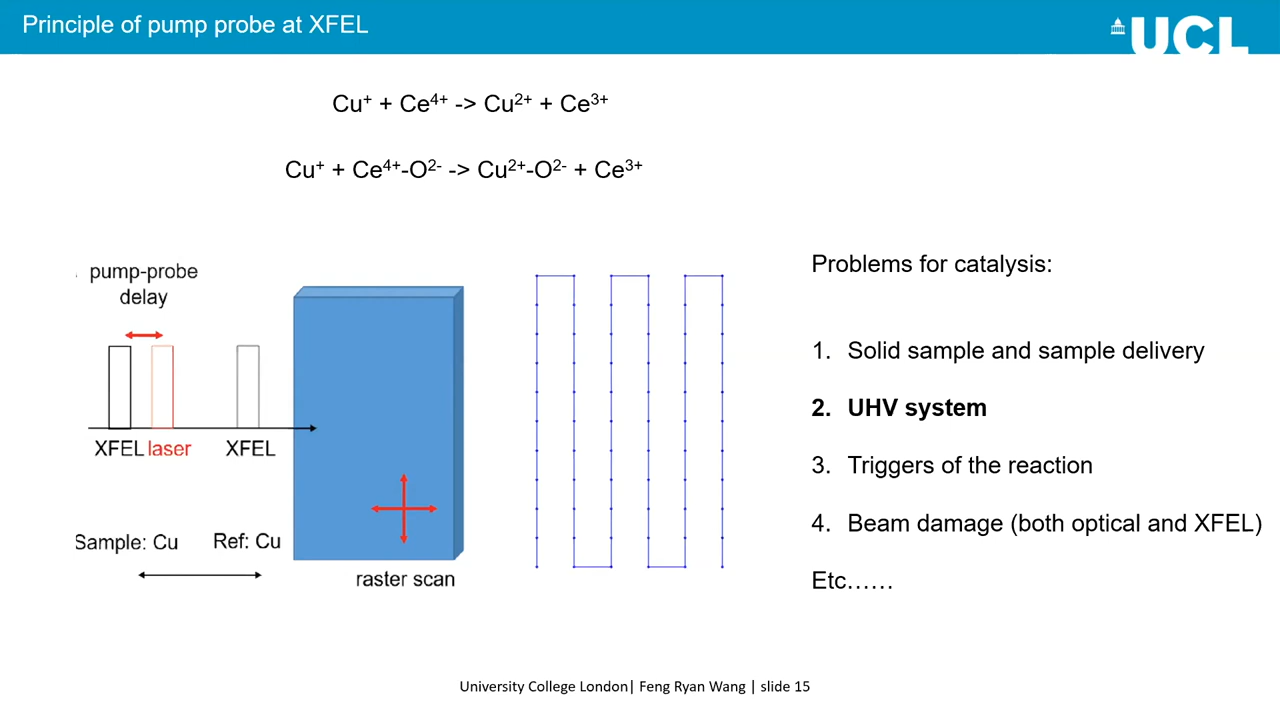 Principle of pump probe at XFEL
UCL
Cu⁺ + Ce⁴⁺ -> Cu²⁺ + Ce³⁺
Cu⁺ + Ce⁴⁺-O²⁻ -> Cu²⁺-O²⁻ + Ce³⁺
pump-probe
delay
XFEL laser XFEL
Sample: Cu Ref: Cu
raster scan
Problems for catalysis:
1. Solid sample and sample delivery
2. UHV system
3. Triggers of the reaction
4. Beam damage (both optical and XFEL)
Etc……
University College London| Feng Ryan Wang | slide 15